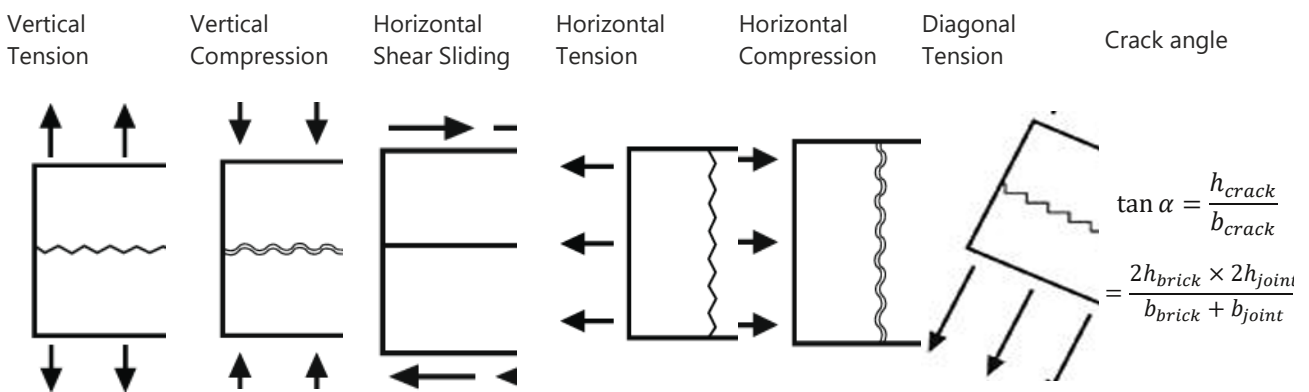 Vertical
Tension
Vertical
Compression
Horizontal
Shear Sliding
Horizontal
Tension
Horizontal
Compression
Diagonal
Tension
Crack angle
tan α = h_crack / b_crack
= 2h_brick × 2h_joint / b_brick + b_joint